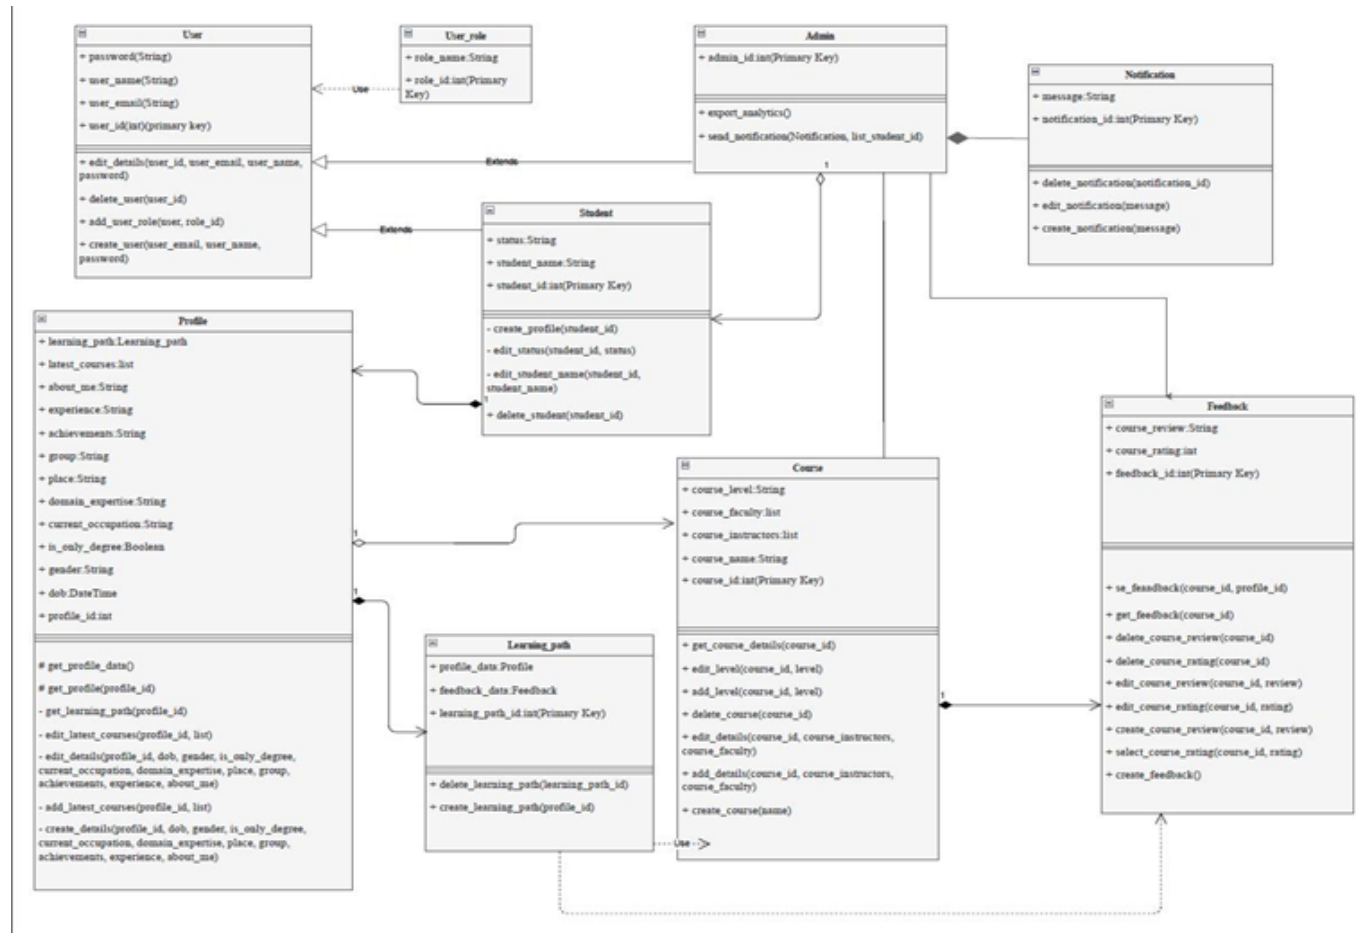 User
+ password(String)
+ user_name(String)
+ user_email(String)
+ user_id(int)(primary key)
+ edit_details(user_id, user_email, user_name,
password)
+ delete_user(user_id)
+ add_user_role(user, role_id)
+ create_user(user_email, user_name,
password)
Use
User_role
+ role_name:String
+ role_id:int(Primary
Key)
Extends
Extends
Admin
+ admin_id:int(Primary Key)
+ export_analytics()
+ send_notification(Notification, list_student_id)
1
Notification
+ message:String
+ notification_id:int(Primary Key)
+ delete_notification(notification_id)
+ edit_notification(message)
+ create_notification(message)
Student
+ status:String
+ student_name:String
+ student_id:int(Primary Key)
- create_profile(student_id)
- edit_status(student_id, status)
- edit_student_name(student_id,
student_name)
+ delete_student(student_id)
1
Profile
+ learning_path:Learning_path
+ latest_courses:list
+ about_me:String
+ experience:String
+ achievements:String
+ group:String
+ place:String
+ domain_expertise:String
+ current_occupation:String
+ is_only_degree:Boolean
+ gender:String
+ dob:DateTime
+ profile_id:int
# get_profile_data()
# get_profile(profile_id)
- get_learning_path(profile_id)
- edit_latest_courses(profile_id, list)
- edit_details(profile_id, dob, gender, is_only_degree,
current_occupation, domain_expertise, place, group,
achievements, experience, about_me)
- add_latest_courses(profile_id, list)
- create_details(profile_id, dob, gender, is_only_degree,
current_occupation, domain_expertise, place, group,
achievements, experience, about_me)
1
1
Learning_path
+ profile_data:Profile
+ feedback_data:Feedback
+ learning_path_id:int(Primary Key)
+ delete_learning_path(learning_path_id)
+ create_learning_path(profile_id)
Use
Course
+ course_level:String
+ course_faculty:list
+ course_instructors:list
+ course_name:String
+ course_id:int(Primary Key)
+ get_course_details(course_id)
+ edit_level(course_id, level)
+ add_level(course_id, level)
+ delete_course(course_id)
+ edit_details(course_id, course_instructors,
course_faculty)
+ add_details(course_id, course_instructors,
course_faculty)
+ create_course(name)
1
Feedback
+ course_review:String
+ course_rating:int
+ feedback_id:int(Primary Key)
+ se_feaadback(course_id, profile_id)
+ get_feedback(course_id)
+ delete_course_review(course_id)
+ delete_course_rating(course_id)
+ edit_course_review(course_id, review)
+ edit_course_rating(course_id, rating)
+ create_course_review(course_id, review)
+ select_course_rating(course_id, rating)
+ create_feedback()